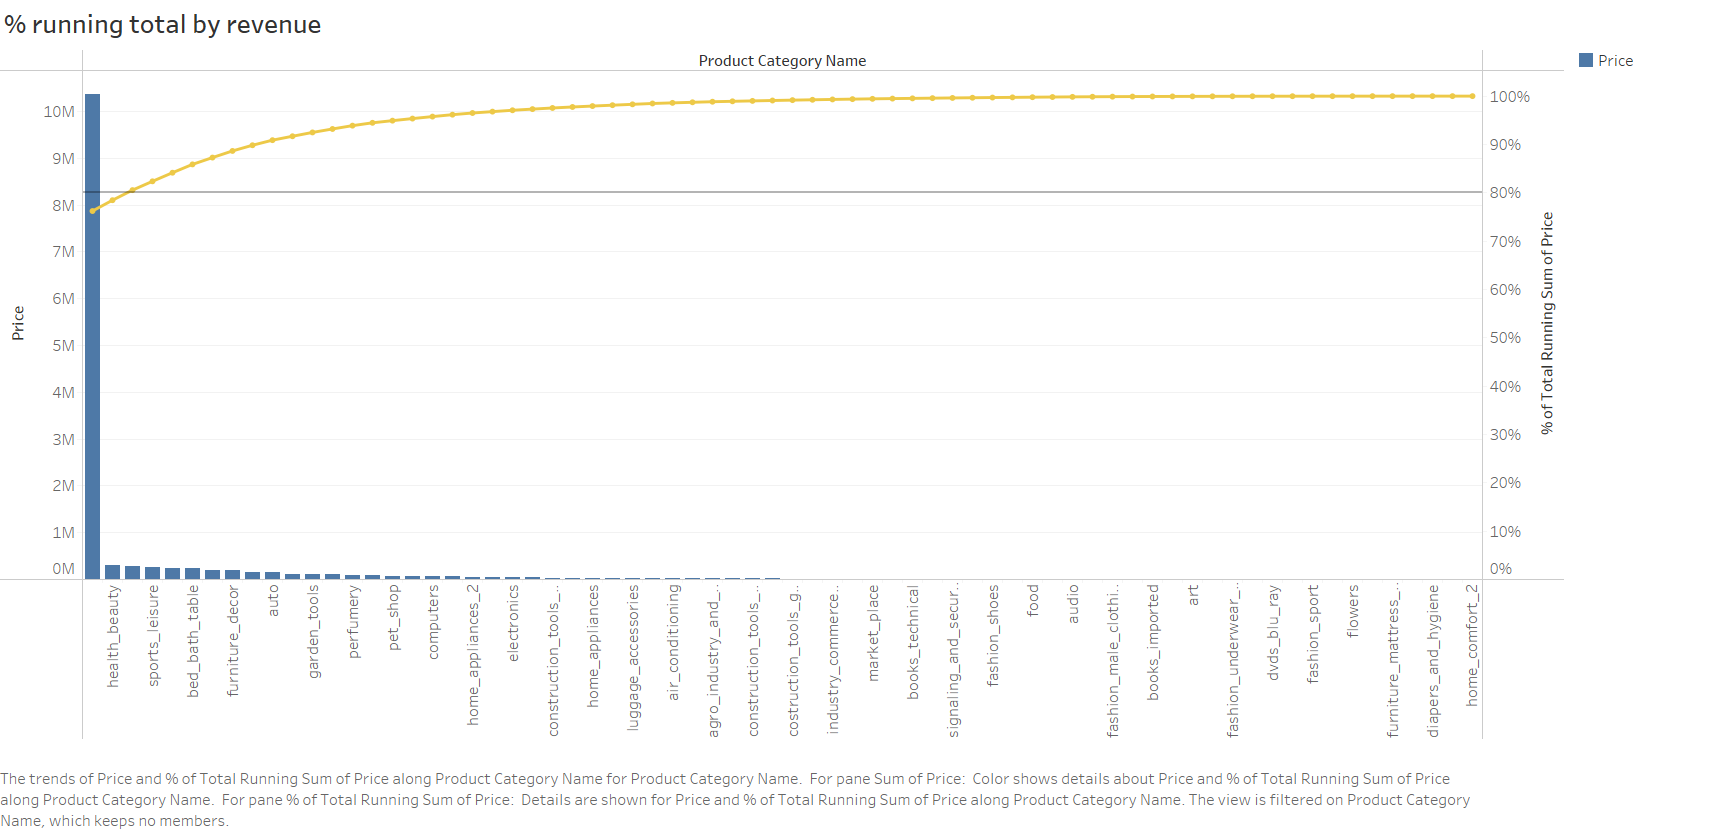 % running total by revenue
Product Category Name
Price
10M
9M
8M
7M
6M
5M
4M
3M
2M
1M
0M
Price
100%
90%
80%
70%
60%
50%
40%
30%
20%
10%
0%
% of Total Running Sum of Price
health_beauty
sports_leisure
bed_bath_table
furniture_decor
auto
garden_tools
perfumery
pet_shop
computers
home_appliances_2
electronics
construction_tools_..
home_appliances
luggage_accessories
air_conditioning
agro_industry_and_..
construction_tools_..
costruction_tools_g..
industry_commerce..
market_place
books_technical
signaling_and_secur..
fashion_shoes
food
audio
fashion_male_clothi..
books_imported
art
fashion_underwear_..
dvds_blu_ray
fashion_sport
flowers
furniture_mattress_..
diapers_and_hygiene
home_comfort_2
The trends of Price and % of Total Running Sum of Price along Product Category Name for Product Category Name.  For pane Sum of Price:  Color shows details about Price and % of Total Running Sum of Price
along Product Category Name.  For pane % of Total Running Sum of Price:  Details are shown for Price and % of Total Running Sum of Price along Product Category Name. The view is filtered on Product Category
Name, which keeps no members.